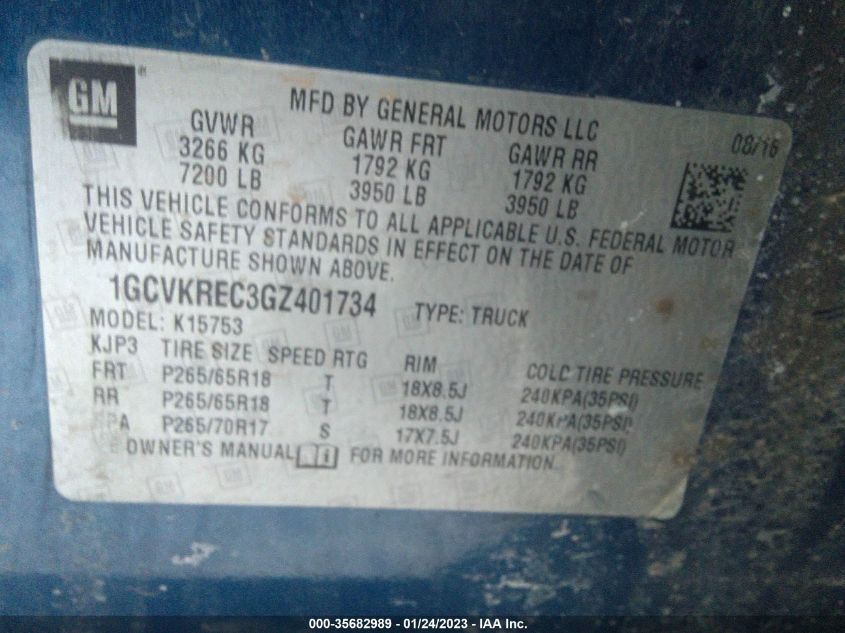 GM ®
MFD BY GENERAL MOTORS LLC
08/16
GVWR GAWR FRT GAWR RR
3266 KG 1792 KG 1792 KG
7200 LB 3950 LB 3950 LB
THIS VEHICLE CONFORMS TO ALL APPLICABLE U.S. FEDERAL MOTOR
VEHICLE SAFETY STANDARDS IN EFFECT ON THE DATE OF
MANUFACTURE SHOWN ABOVE.
1GCVKREC3GZ401734 TYPE: TRUCK
MODEL: K15753
KJP3 TIRE SIZE SPEED RTG RIM COLD TIRE PRESSURE
FRT P265/65R18 T 18X8.5J 240KPA(35PSI)
RR P265/65R18 T 18X8.5J 240KPA(35PSI)
P265/70R17 S 17X7.5J 240KPA(35PSI)
OWNER'S MANUAL FOR MORE INFORMATION
000-35682989 - 01/24/2023 - IAA Inc.